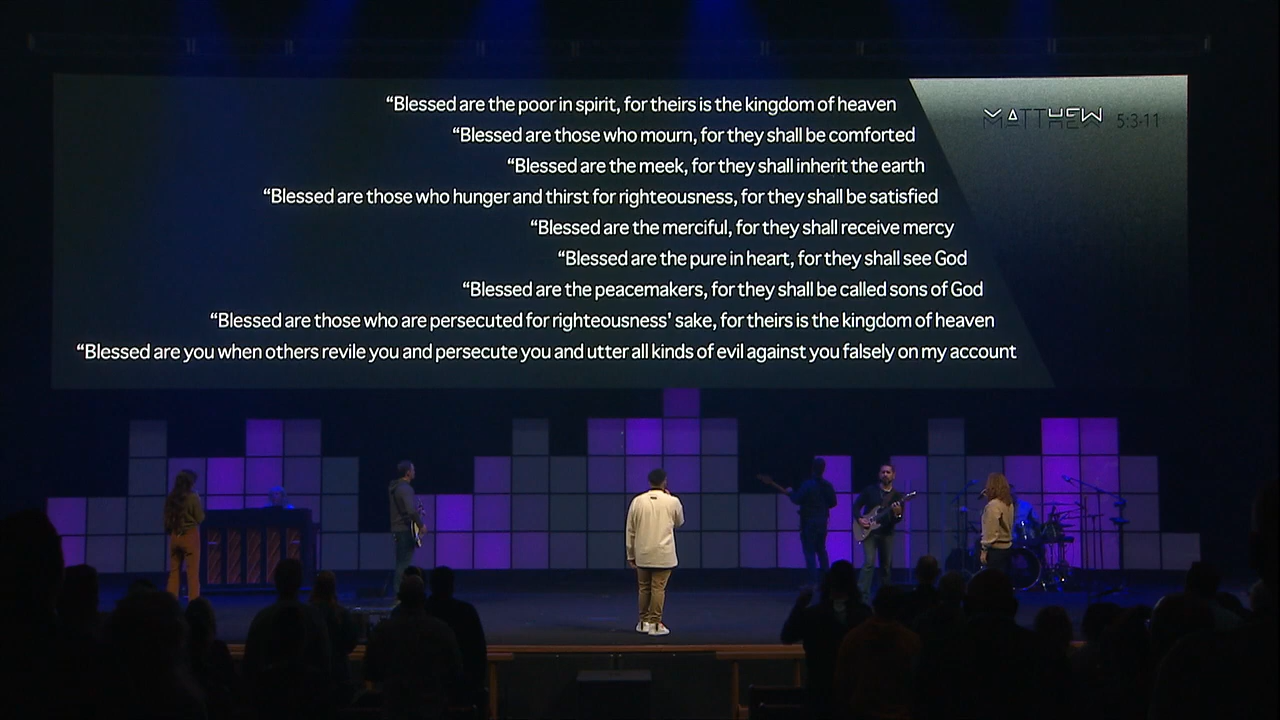 “Blessed are the poor in spirit, for theirs is the kingdom of heaven
“Blessed are those who mourn, for they shall be comforted
“Blessed are the meek, for they shall inherit the earth
“Blessed are those who hunger and thirst for righteousness, for they shall be satisfied
“Blessed are the merciful, for they shall receive mercy
“Blessed are the pure in heart, for they shall see God
“Blessed are the peacemakers, for they shall be called sons of God
“Blessed are those who are persecuted for righteousness' sake, for theirs is the kingdom of heaven
“Blessed are you when others revile you and persecute you and utter all kinds of evil against you falsely on my account
MATTHEW 5:3-11